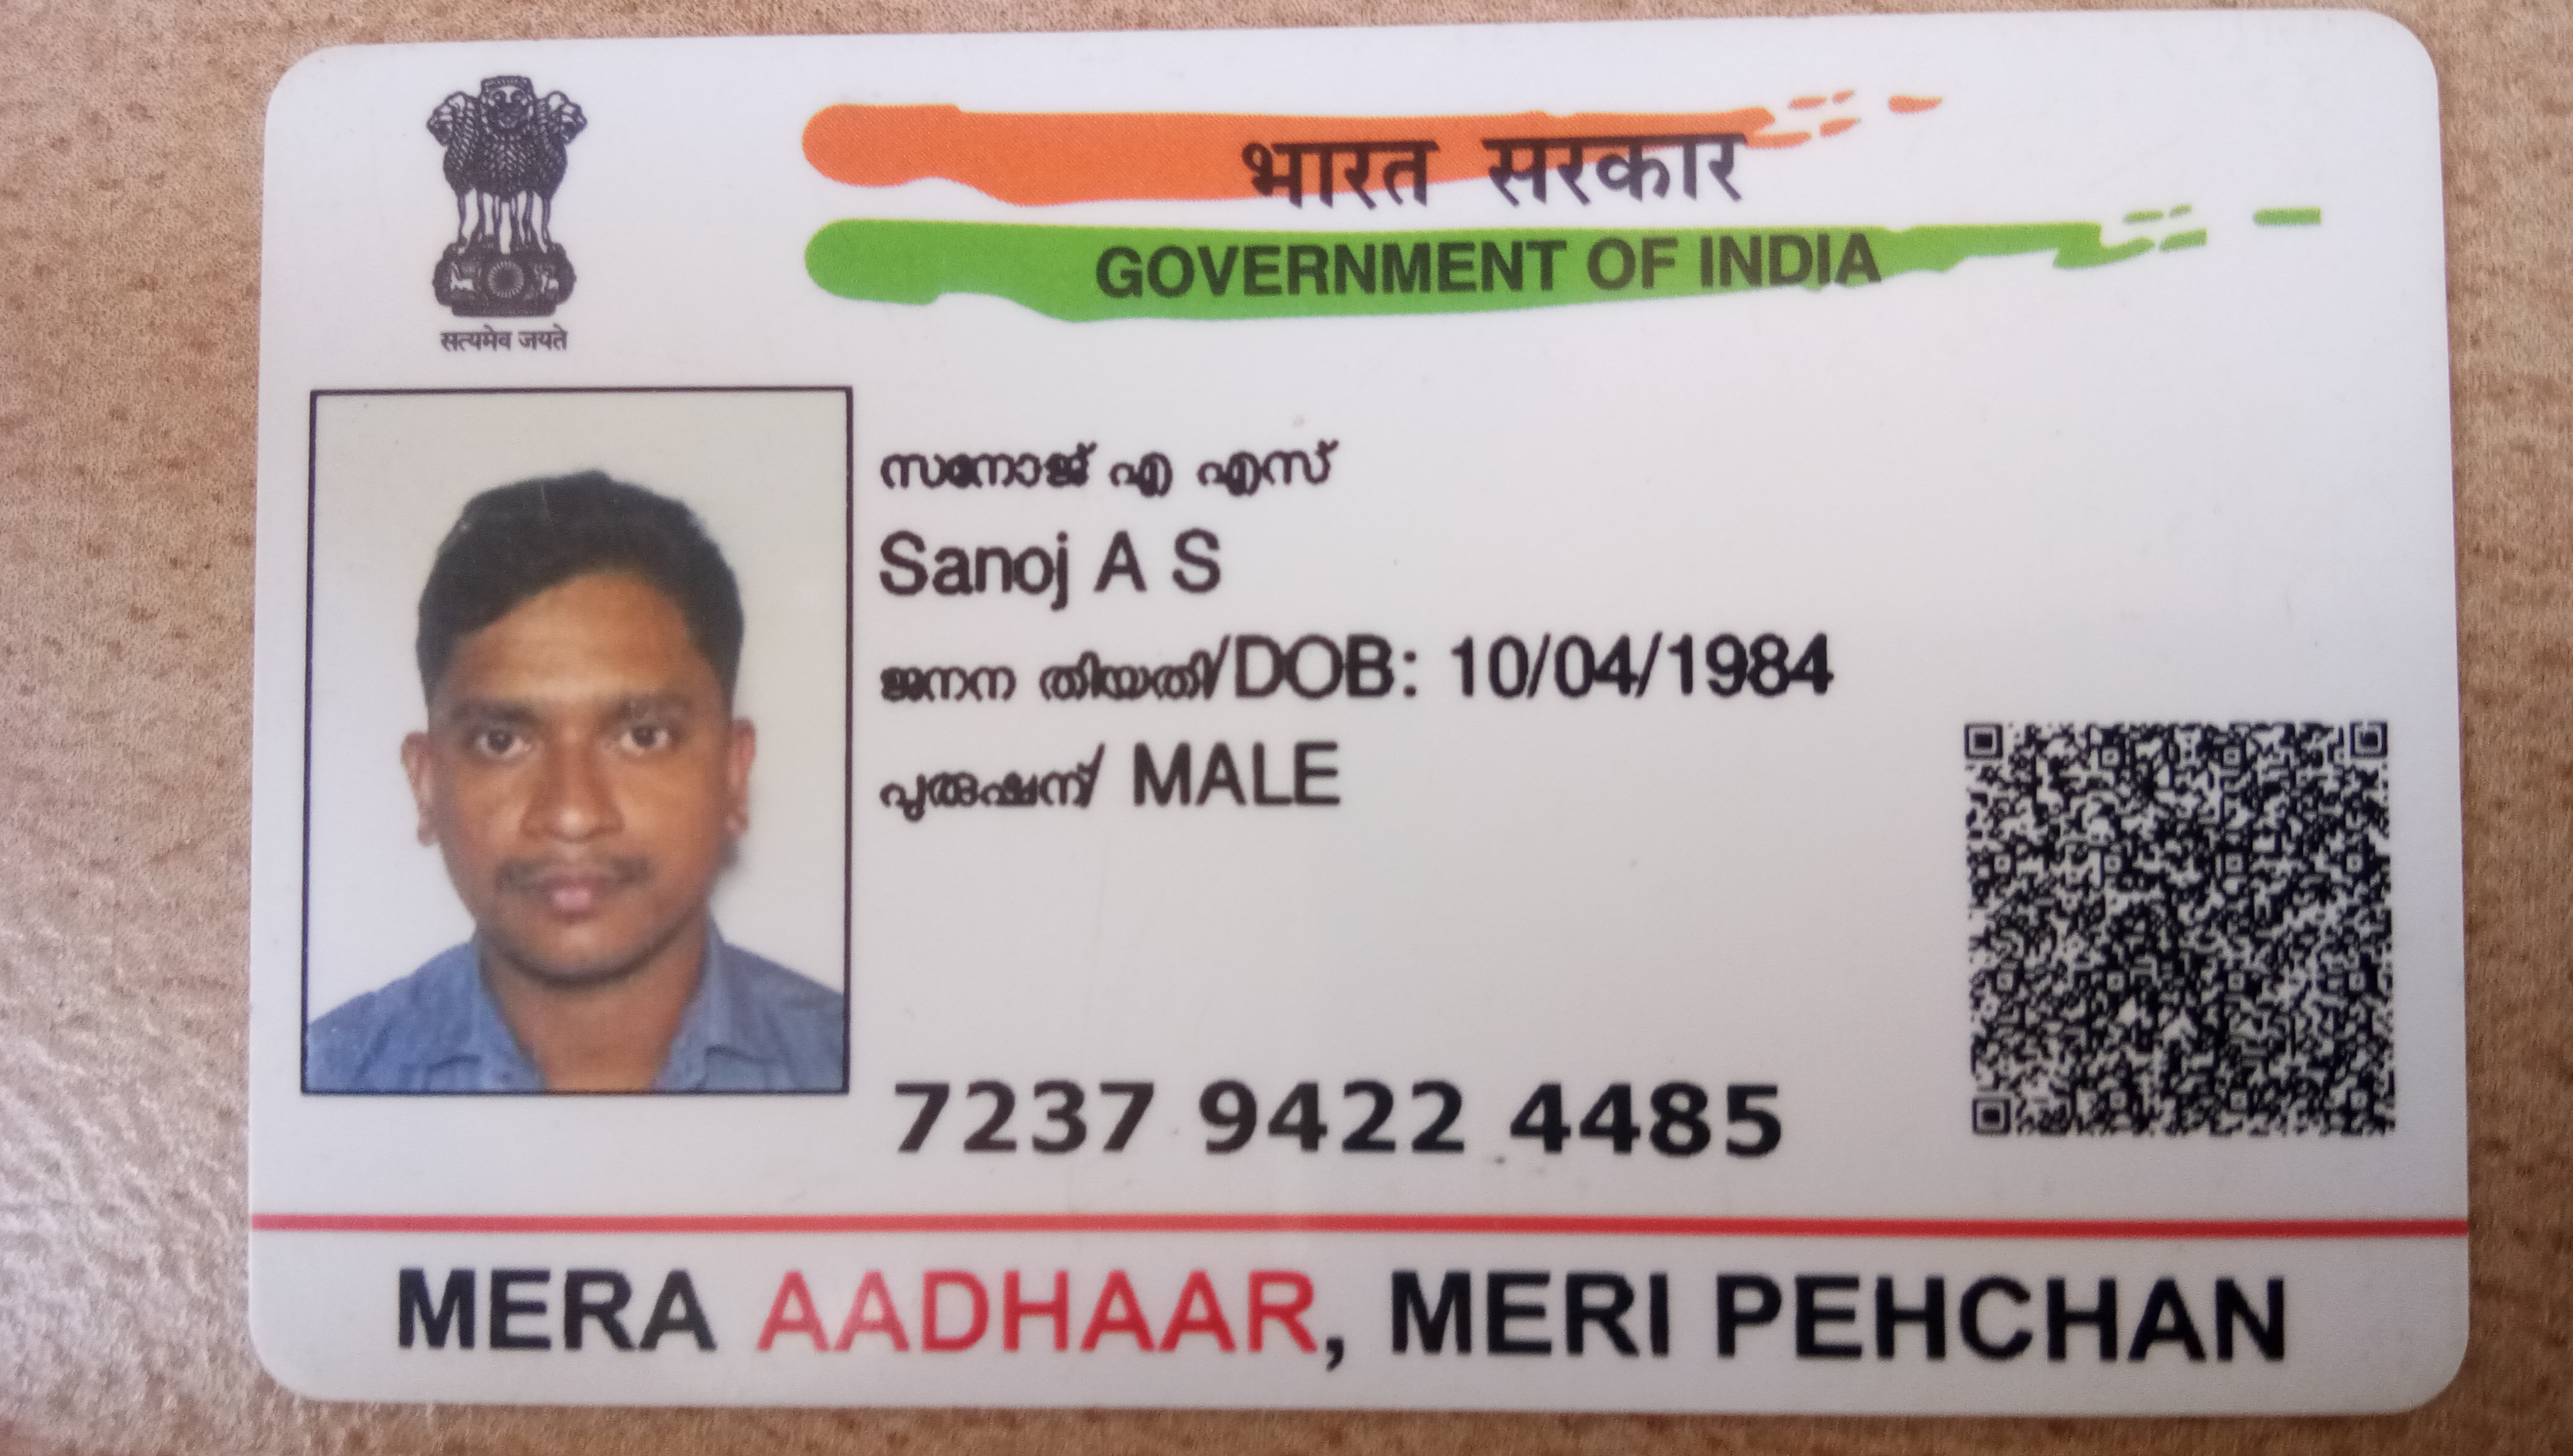 भारत सरकार
GOVERNMENT OF INDIA
सत्यमेव जयते
സനോജ് എ എസ്
Sanoj A S
ജനന തിയതി/DOB: 10/04/1984
പുരുഷന്/ MALE
7237 9422 4485
MERA AADHAAR, MERI PEHCHAN